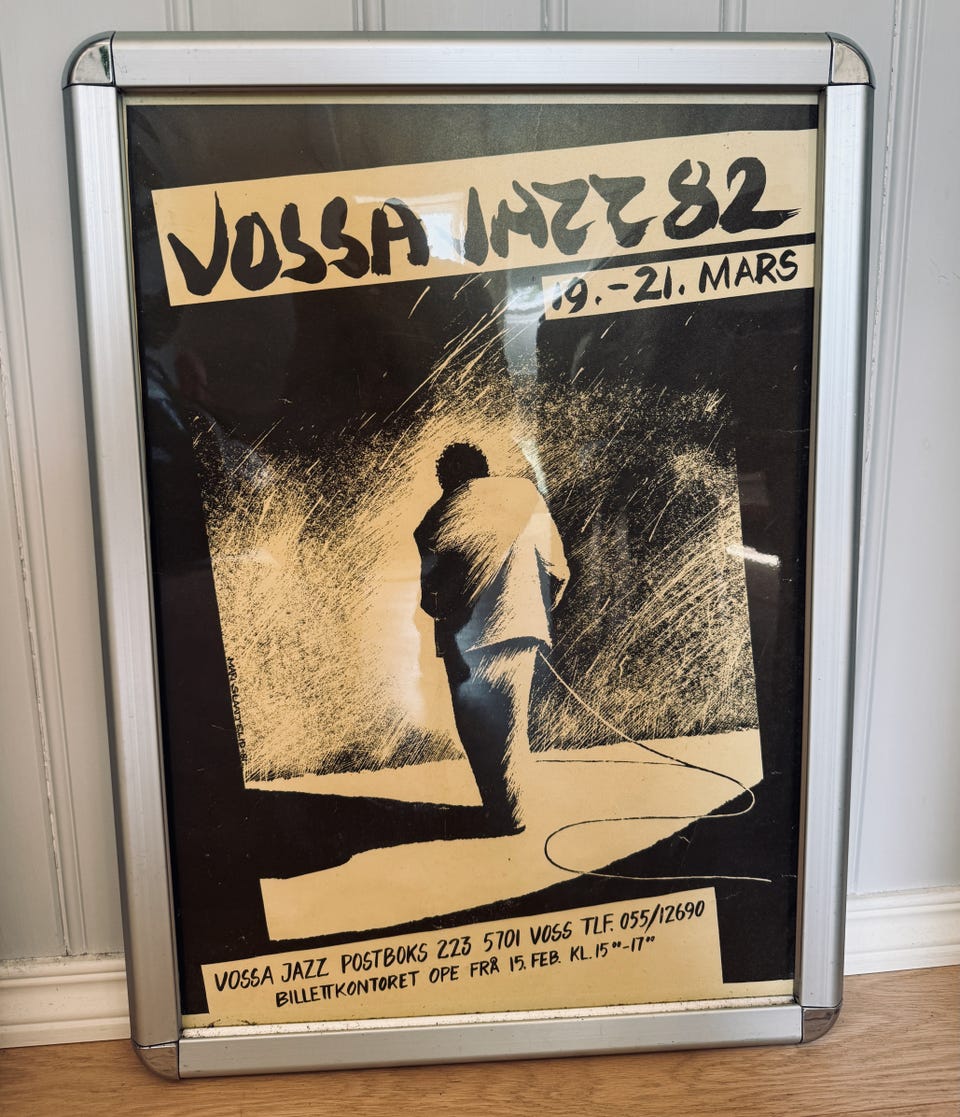 VOSSA JAZZ 82
19.-21. MARS
VOSSA JAZZ POSTBOKS 223 5701 VOSS TLF. 055/12690
BILLETTKONTORET OPE FRÅ 15. FEB. KL. 15⁰⁰-17⁰⁰